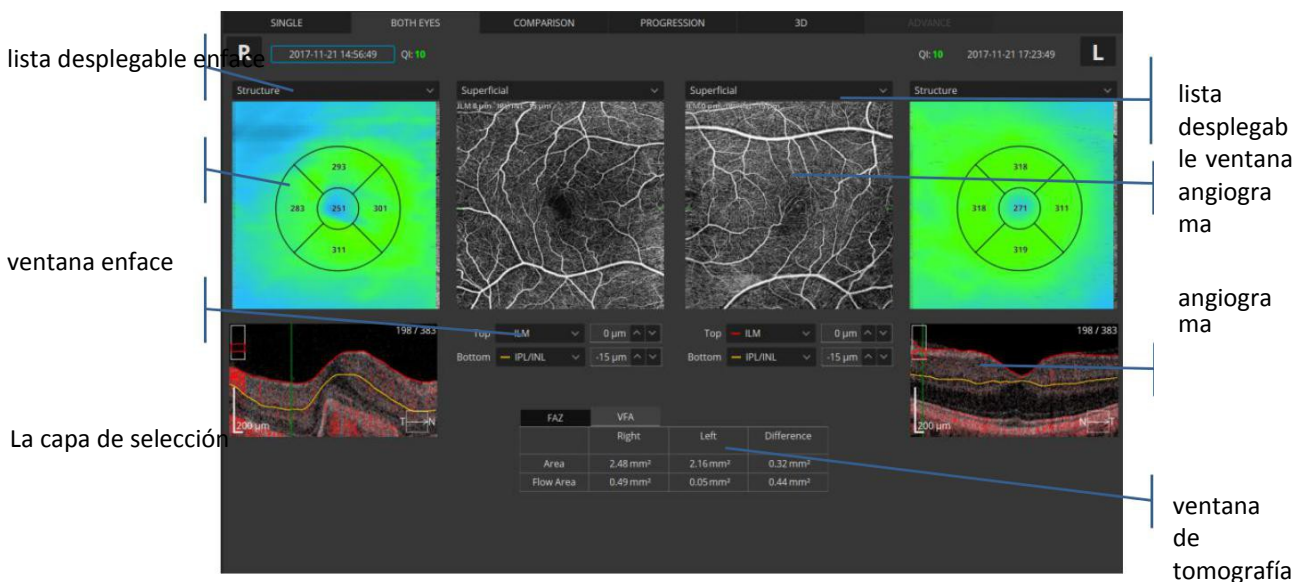 SINGLE BOTH EYES COMPARISON PROGRESSION 3D ADVANCE
R 2017-11-21 14:56:49 QI: 10 QI: 10 2017-11-21 17:23:49 L
lista desplegable enface
Structure Superficial Superficial Structure
lista
desplegab
le ventana
angiogra
ma
293
283 251 301
311
318
318 271 311
319
ventana enface
angiogra
ma
198 / 383 Top ILM 0 µm Top ILM 0 µm 198 / 383
Bottom IPL/INL -15 µm Bottom IPL/INL -15 µm
200 µm T N 200 µm N T
La capa de selección
FAZ VFA
Right Left Difference
Area 2.48 mm² 2.16 mm² 0.32 mm²
Flow Area 0.49 mm² 0.05 mm² 0.44 mm²
ventana
de
tomografía